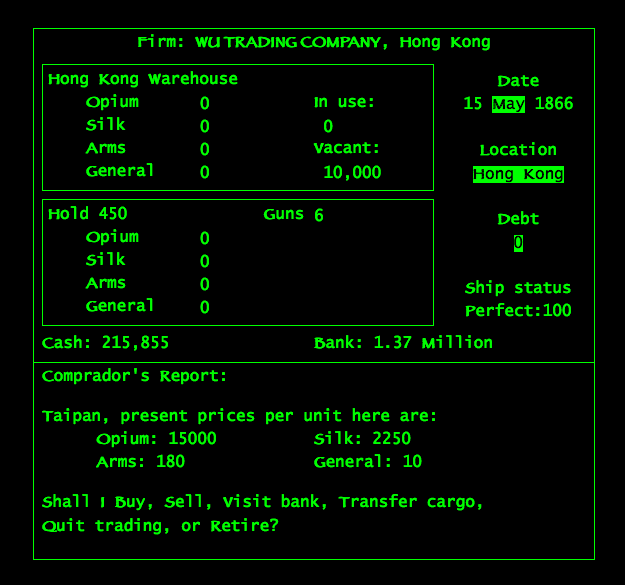 Firm: WU TRADING COMPANY, Hong Kong
Hong Kong Warehouse
Opium 0 In use:
Silk 0 0
Arms 0 Vacant:
General 0 10,000
Date
15 May 1866
Location
Hong Kong
Hold 450 Guns 6
Opium 0
Silk 0
Arms 0
General 0
Debt
0
Ship status
Perfect:100
Cash: 215,855 Bank: 1.37 Million
Comprador's Report:
Taipan, present prices per unit here are:
Opium: 15000 Silk: 2250
Arms: 180 General: 10
Shall I Buy, Sell, Visit bank, Transfer cargo,
Quit trading, or Retire?